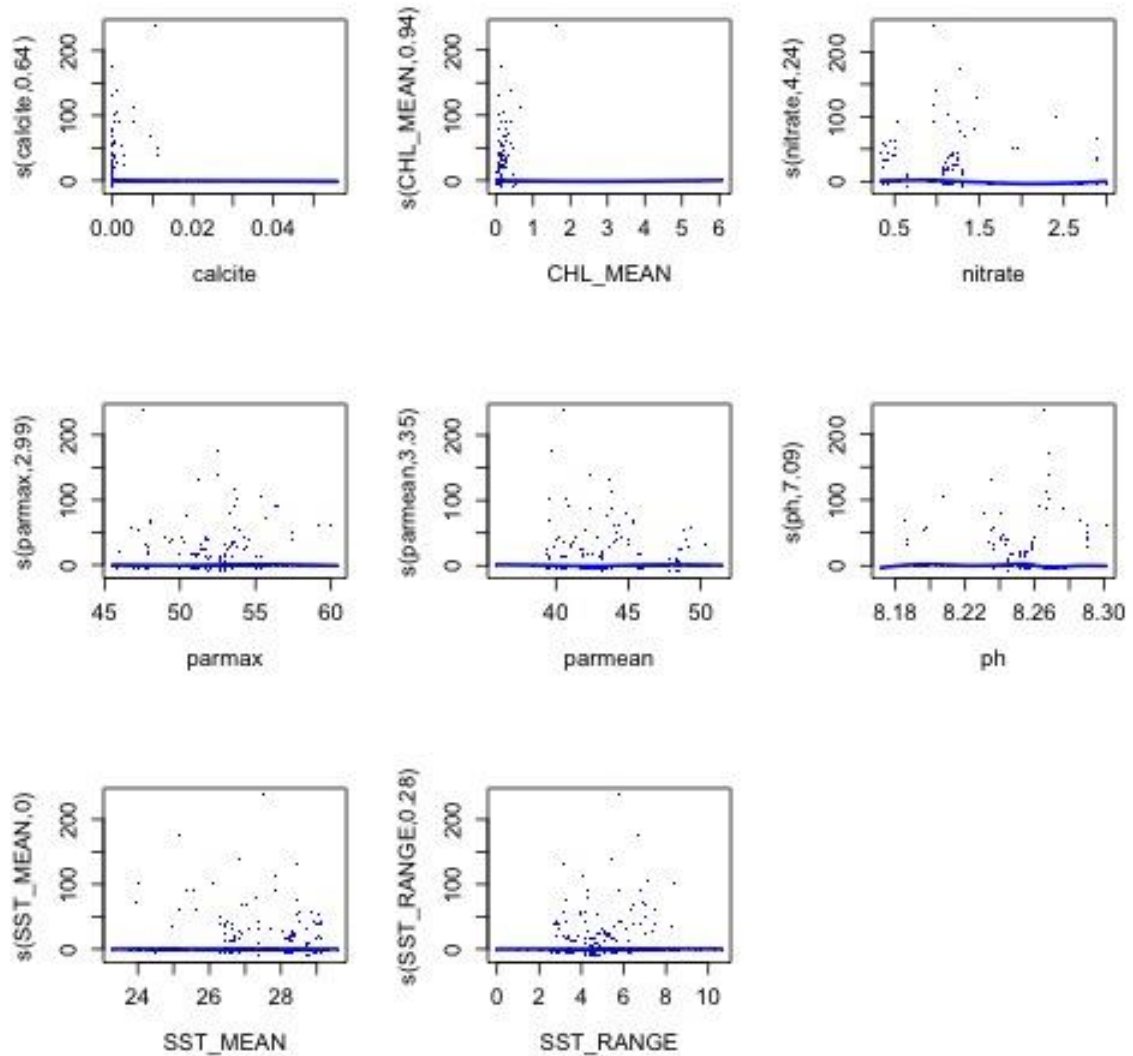 s(calcite,0.64)
200
100
0
0.00 0.02 0.04
calcite
s(CHL_MEAN,0.94)
200
100
0
0 1 2 3 4 5 6
CHL_MEAN
s(nitrate,4.24)
200
100
0
0.5 1.5 2.5
nitrate
s(parmax,2.99)
200
100
0
45 50 55 60
parmax
s(parmean,3.35)
200
100
0
40 45 50
parmean
s(ph,7.09)
200
100
0
8.18 8.22 8.26 8.30
ph
s(SST_MEAN,0)
200
100
0
24 26 28
SST_MEAN
s(SST_RANGE,0.28)
200
100
0
0 2 4 6 8 10
SST_RANGE